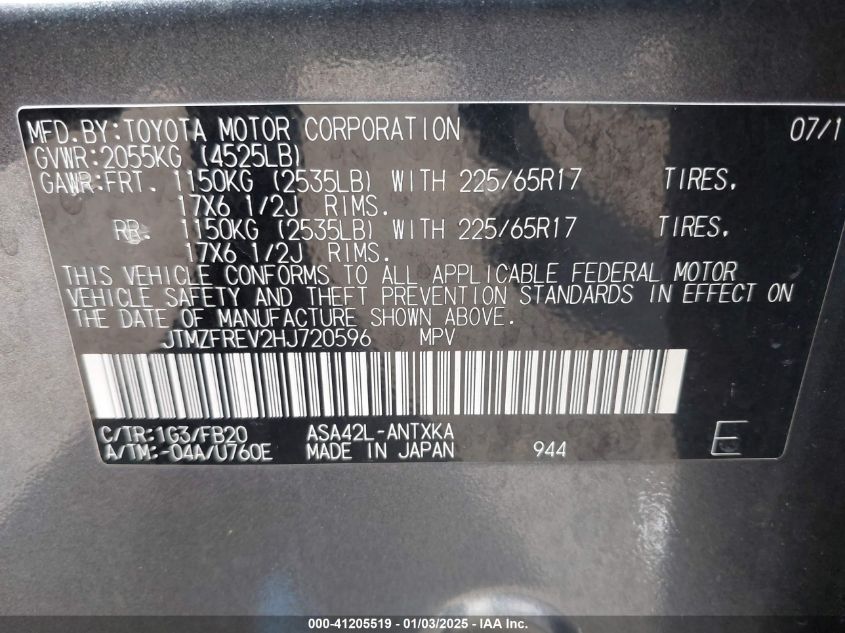 MFD.BY:TOYOTA MOTOR CORPORATION 07/1
GVWR:2055KG (4525LB)
GAWR:FRT. 1150KG (2535LB) WITH 225/65R17 TIRES,
17X6 1/2J RIMS.
RR. 1150KG (2535LB) WITH 225/65R17 TIRES,
17X6 1/2J RIMS.
THIS VEHICLE CONFORMS TO ALL APPLICABLE FEDERAL MOTOR
VEHICLE SAFETY AND THEFT PREVENTION STANDARDS IN EFFECT ON
THE DATE OF MANUFACTURE SHOWN ABOVE.
JTMZFREV2HJ720596 MPV
C/TR:1G3/FB20 ASA42L-ANTXKA
A/TM:-04A/U760E MADE IN JAPAN 944 E
000-41205519 - 01/03/2025 - IAA Inc.